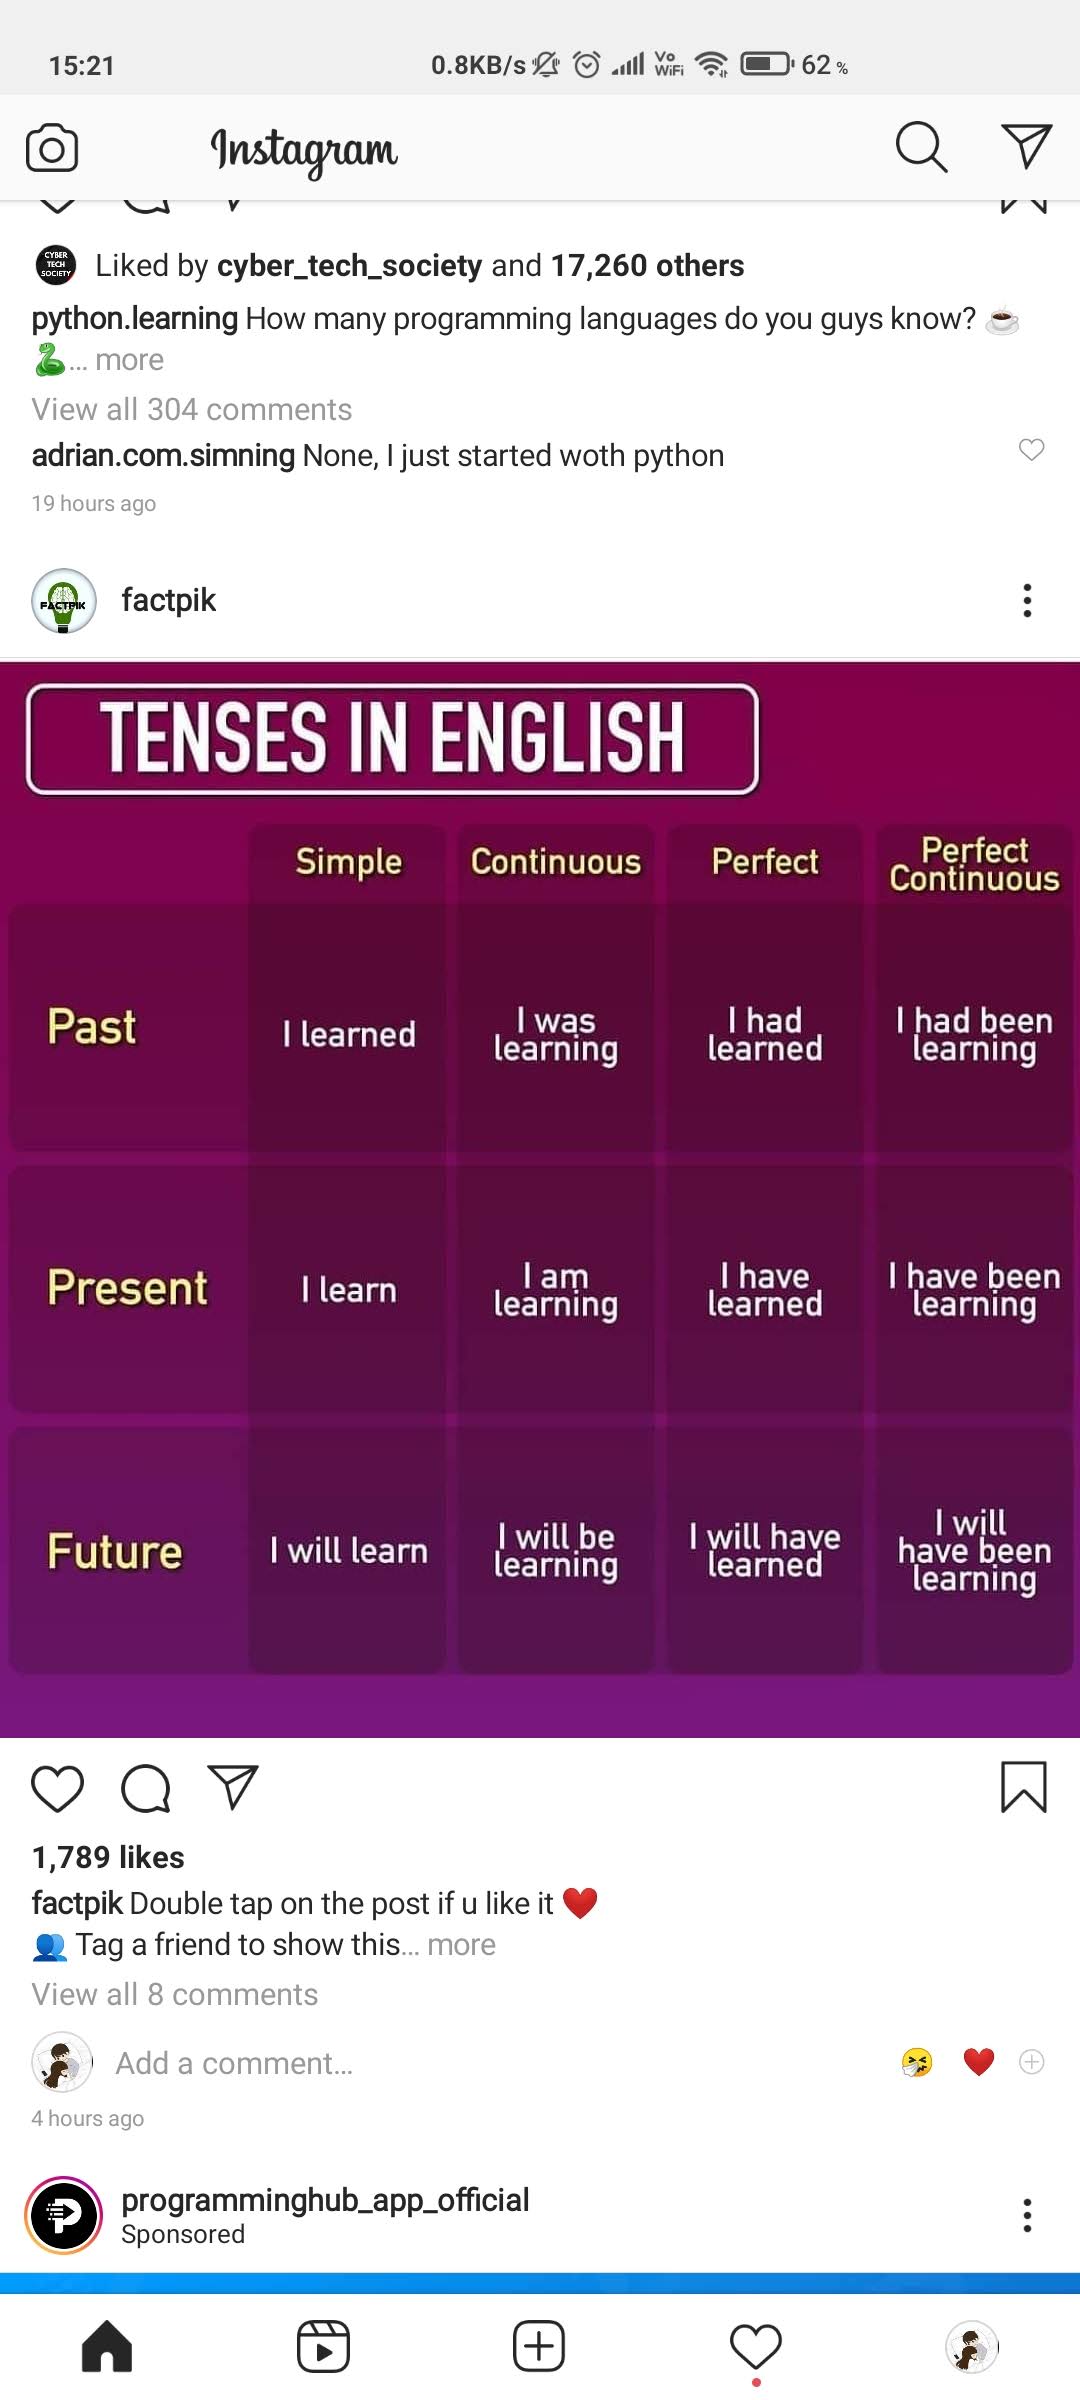 15:21 0.8KB/s Vo WiFi 62 %
Instagram
CYBER TECH SOCIETY Liked by cyber_tech_society and 17,260 others
python.learning How many programming languages do you guys know? ☕
🐍... more
View all 304 comments
adrian.com.simning None, I just started woth python
19 hours ago
FACTPIK factpik
TENSES IN ENGLISH
Simple Continuous Perfect Perfect Continuous
Past I learned I was learning I had learned I had been learning
Present I learn I am learning I have learned I have been learning
Future I will learn I will be learning I will have learned I will have been learning
1,789 likes
factpik Double tap on the post if u like it ❤️
👥 Tag a friend to show this... more
View all 8 comments
Add a comment...
4 hours ago
programminghub_app_official
Sponsored